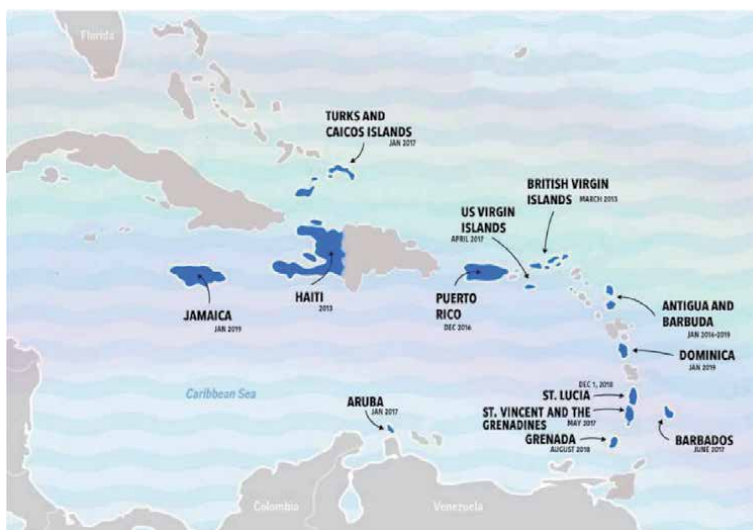 Florida
TURKS AND
CAICOS ISLANDS
JAN 2017
BRITISH VIRGIN
ISLANDS MARCH 2013
US VIRGIN
ISLANDS
APRIL 2017
JAMAICA
JAN 2019
HAITI
2013
PUERTO
RICO
DEC 2016
ANTIGUA AND
BARBUDA
JAN 2016-2019
DOMINICA
JAN 2019
Caribbean Sea
DEC 1, 2018
ST. LUCIA
ARUBA
JAN 2017
ST. VINCENT AND THE
GRENADINES MAY 2017
GRENADA
AUGUST 2018
BARBADOS
JUNE 2017
Colombia
Venezuela